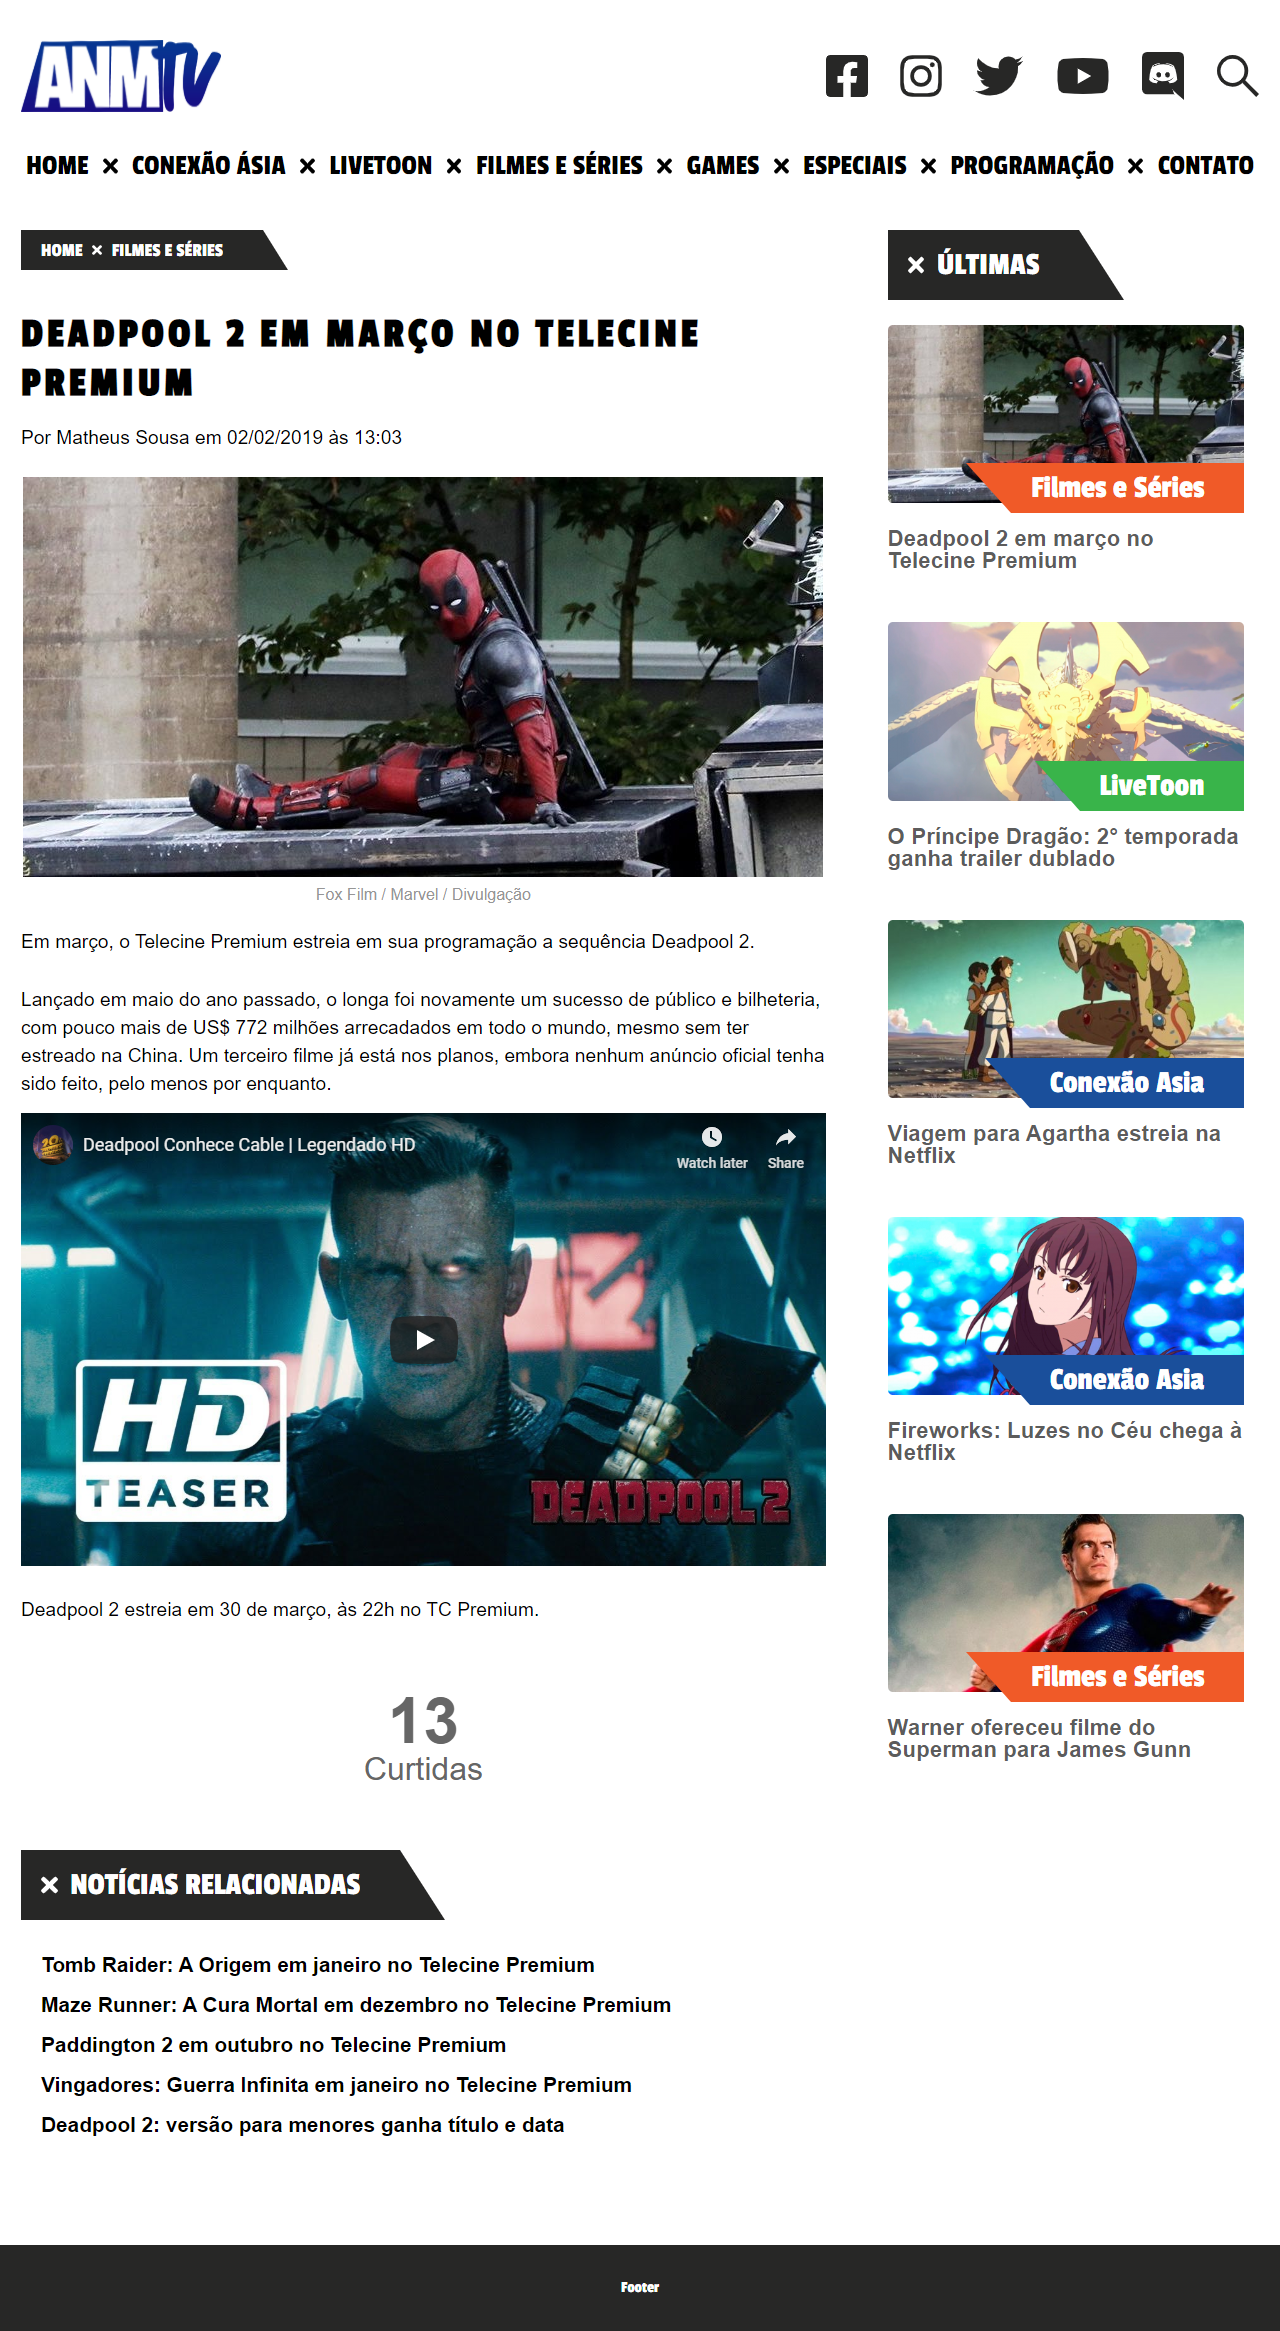 ANMTV
HOME × CONEXÃO ÁSIA × LIVETOON × FILMES E SÉRIES × GAMES × ESPECIAIS × PROGRAMAÇÃO × CONTATO
HOME × FILMES E SÉRIES
DEADPOOL 2 EM MARÇO NO TELECINE
PREMIUM
Por Matheus Sousa em 02/02/2019 às 13:03
Fox Film / Marvel / Divulgação
Em março, o Telecine Premium estreia em sua programação a sequência Deadpool 2.
Lançado em maio do ano passado, o longa foi novamente um sucesso de público e bilheteria,
com pouco mais de US$ 772 milhões arrecadados em todo o mundo, mesmo sem ter
estreado na China. Um terceiro filme já está nos planos, embora nenhum anúncio oficial tenha
sido feito, pelo menos por enquanto.
Deadpool Conhece Cable | Legendado HD
Watch later
Share
HD
TEASER
DEADPOOL 2
Deadpool 2 estreia em 30 de março, às 22h no TC Premium.
13
Curtidas
× NOTÍCIAS RELACIONADAS
Tomb Raider: A Origem em janeiro no Telecine Premium
Maze Runner: A Cura Mortal em dezembro no Telecine Premium
Paddington 2 em outubro no Telecine Premium
Vingadores: Guerra Infinita em janeiro no Telecine Premium
Deadpool 2: versão para menores ganha título e data
× ÚLTIMAS
Filmes e Séries
Deadpool 2 em março no
Telecine Premium
LiveToon
O Príncipe Dragão: 2° temporada
ganha trailer dublado
Conexão Asia
Viagem para Agartha estreia na
Netflix
Conexão Asia
Fireworks: Luzes no Céu chega à
Netflix
Filmes e Séries
Warner ofereceu filme do
Superman para James Gunn
Footer